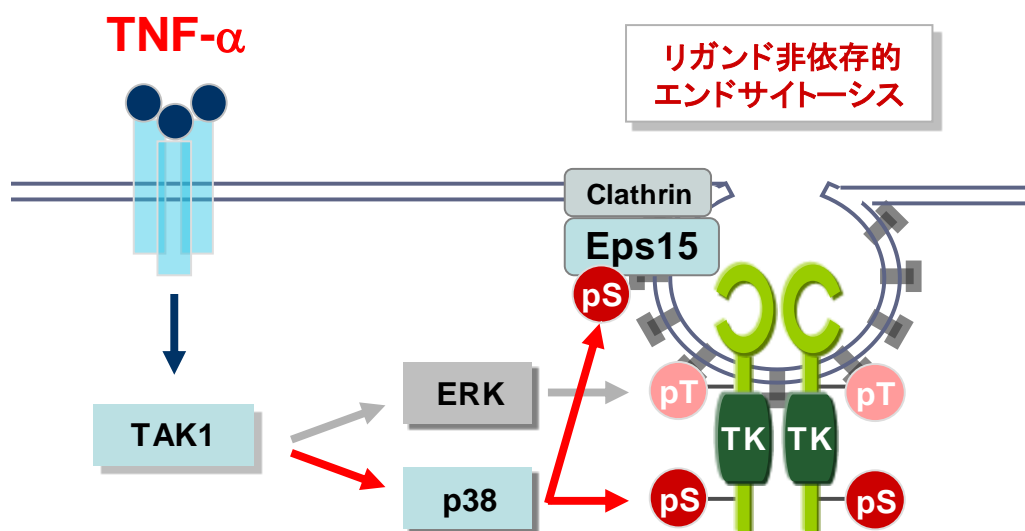 TNF-α
リガンド非依存的
エンドサイトーシス
Clathrin
Eps15
pS
ERK
pT
pT
TAK1
TK
TK
p38
pS
pS